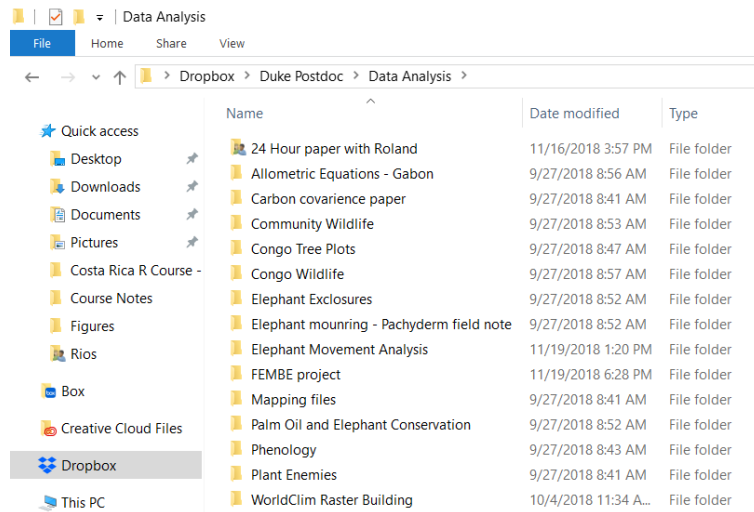 Data Analysis
File Home Share View
Dropbox Duke Postdoc Data Analysis
Name Date modified Type
Quick access
Desktop
Downloads
Documents
Pictures
Costa Rica R Course -
Course Notes
Figures
Rios
Box
Creative Cloud Files
Dropbox
This PC
24 Hour paper with Roland 11/16/2018 3:57 PM File folder
Allometric Equations - Gabon 9/27/2018 8:56 AM File folder
Carbon covarience paper 9/27/2018 8:41 AM File folder
Community Wildlife 9/27/2018 8:53 AM File folder
Congo Tree Plots 9/27/2018 8:47 AM File folder
Congo Wildlife 9/27/2018 8:57 AM File folder
Elephant Exclosures 9/27/2018 8:52 AM File folder
Elephant mounring - Pachyderm field note 9/27/2018 8:52 AM File folder
Elephant Movement Analysis 11/19/2018 1:20 PM File folder
FEMBE project 11/19/2018 6:28 PM File folder
Mapping files 9/27/2018 8:41 AM File folder
Palm Oil and Elephant Conservation 9/27/2018 8:52 AM File folder
Phenology 9/27/2018 8:43 AM File folder
Plant Enemies 9/27/2018 8:41 AM File folder
WorldClim Raster Building 10/4/2018 11:34 A... File folder